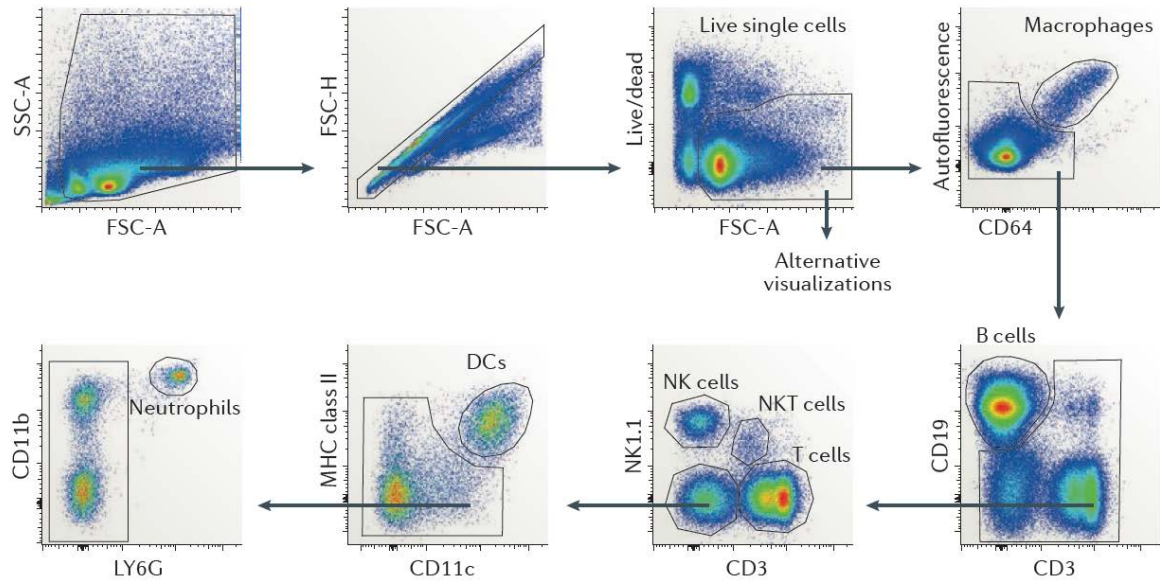 SSC-A
FSC-A
FSC-H
FSC-A
Live single cells
Live/dead
FSC-A
Alternative
visualizations
Macrophages
Autofluorescence
CD64
Neutrophils
CD11b
LY6G
DCs
MHC class II
CD11c
NK cells
NKT cells
T cells
NK1.1
CD3
B cells
CD19
CD3